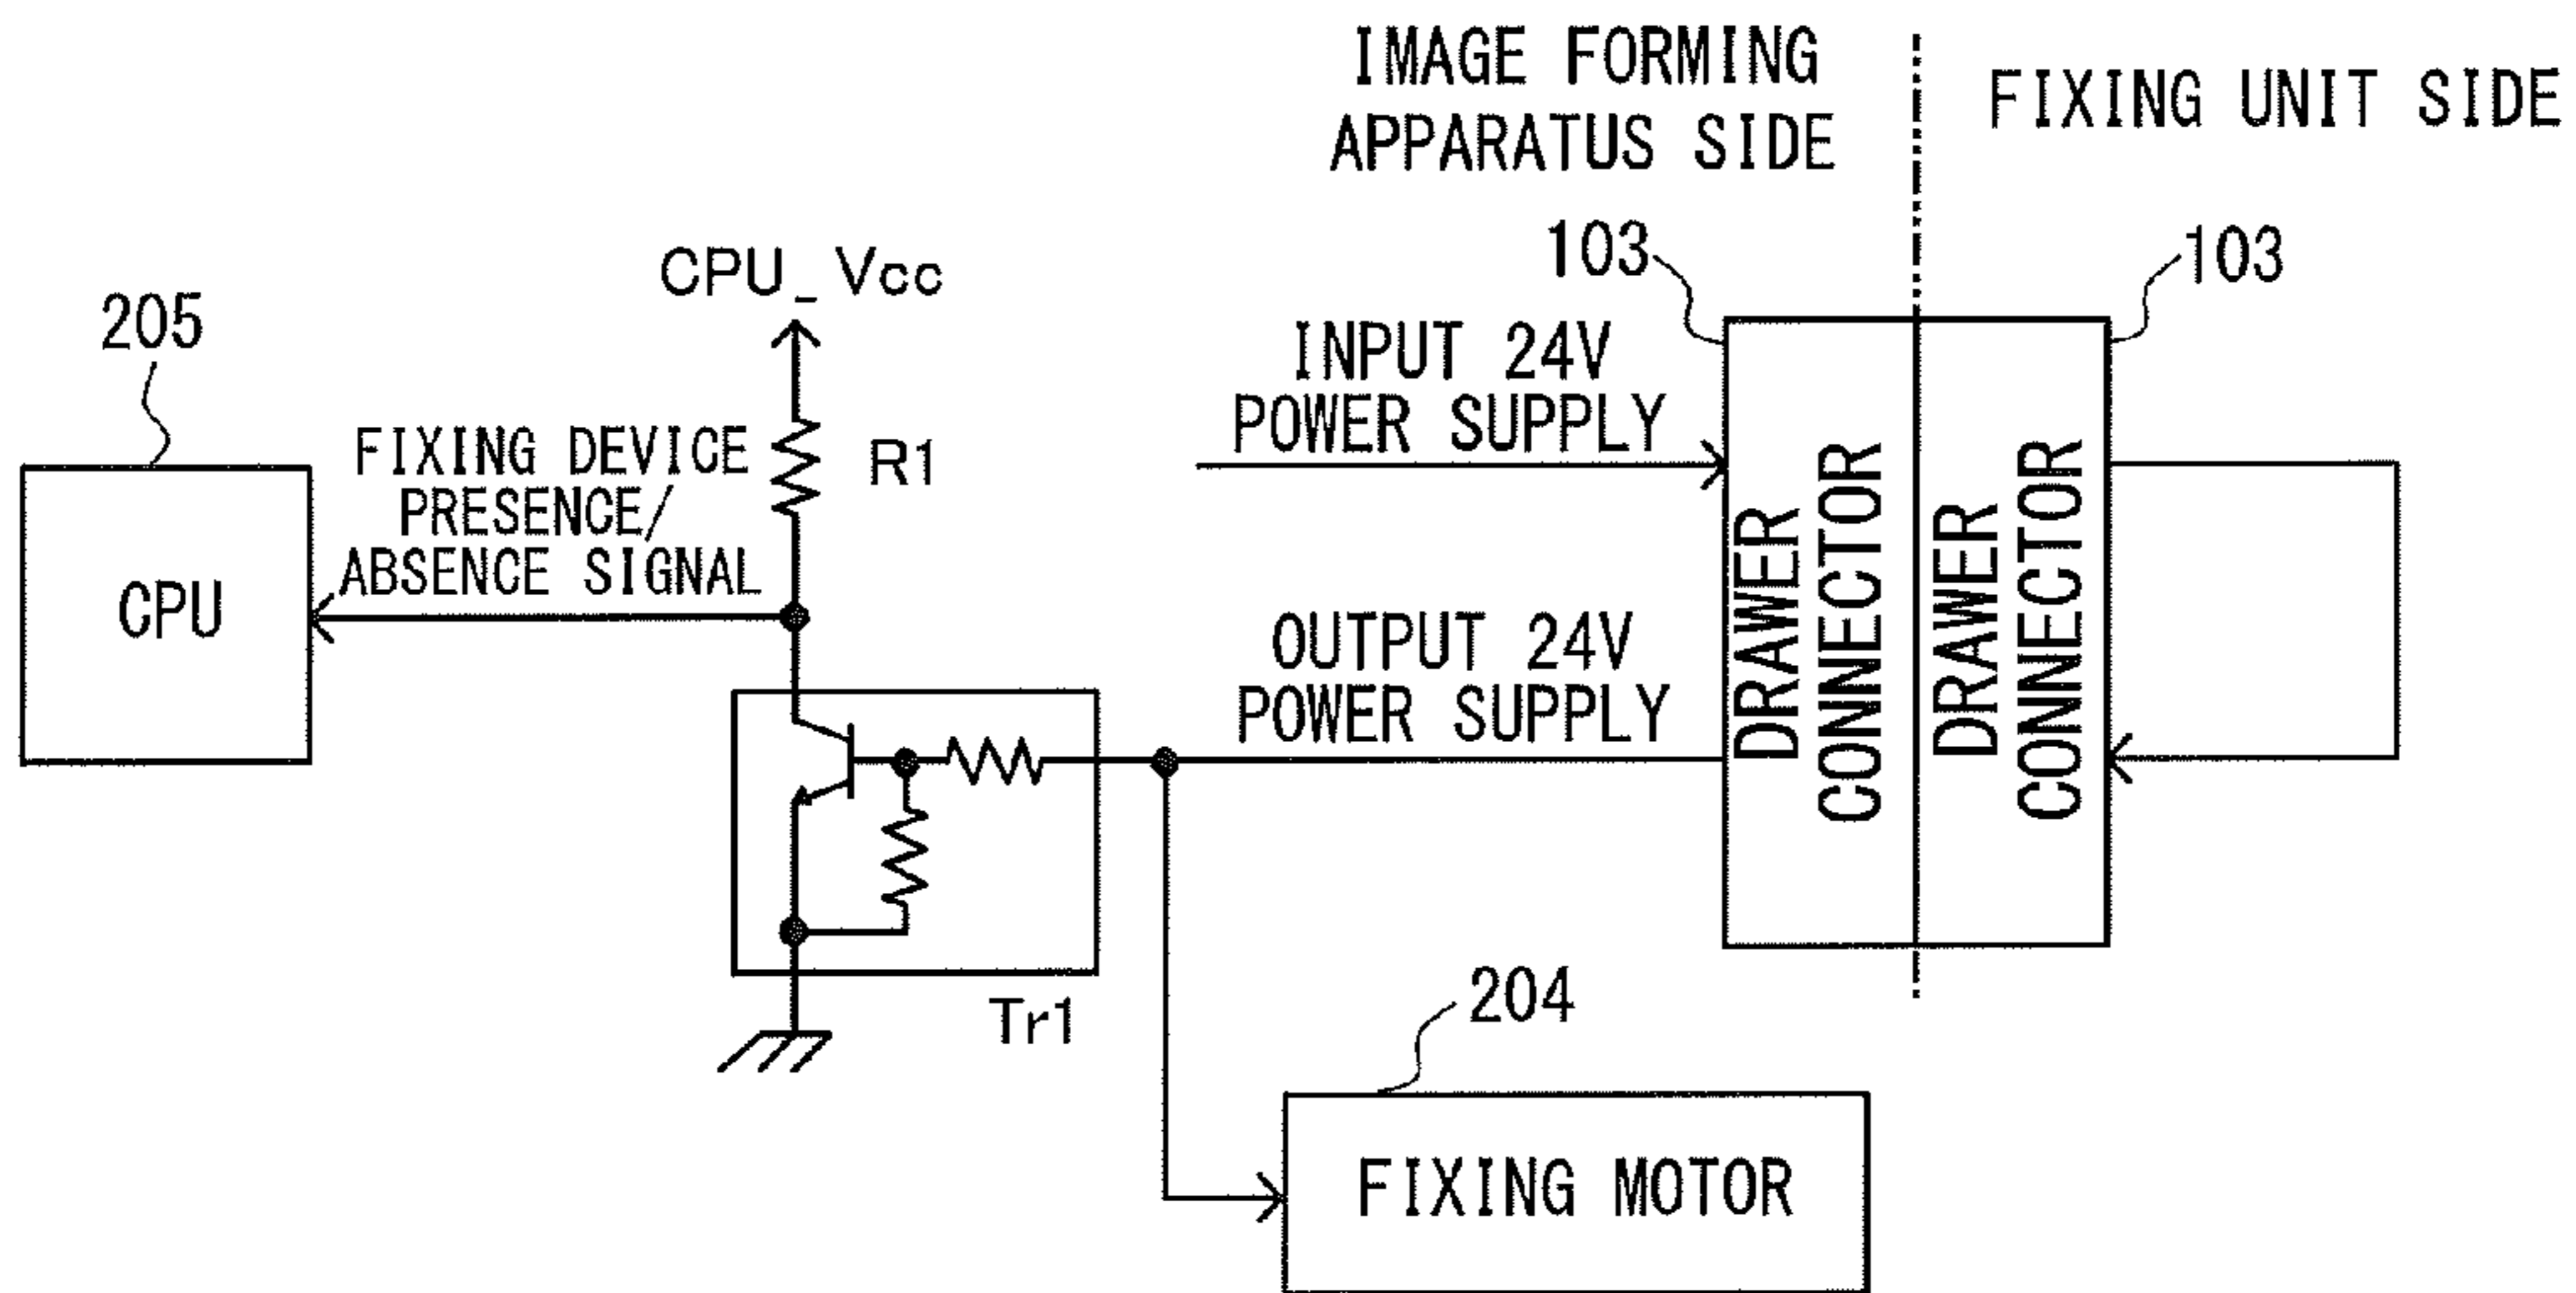 IMAGE FORMING
APPARATUS SIDE
FIXING UNIT SIDE
103
103
CPU_Vcc
205
INPUT 24V
POWER SUPPLY
FIXING DEVICE
PRESENCE/
ABSENCE SIGNAL
R1
CPU
DRAWER
CONNECTOR
DRAWER
CONNECTOR
OUTPUT 24V
POWER SUPPLY
Tr1
204
FIXING MOTOR